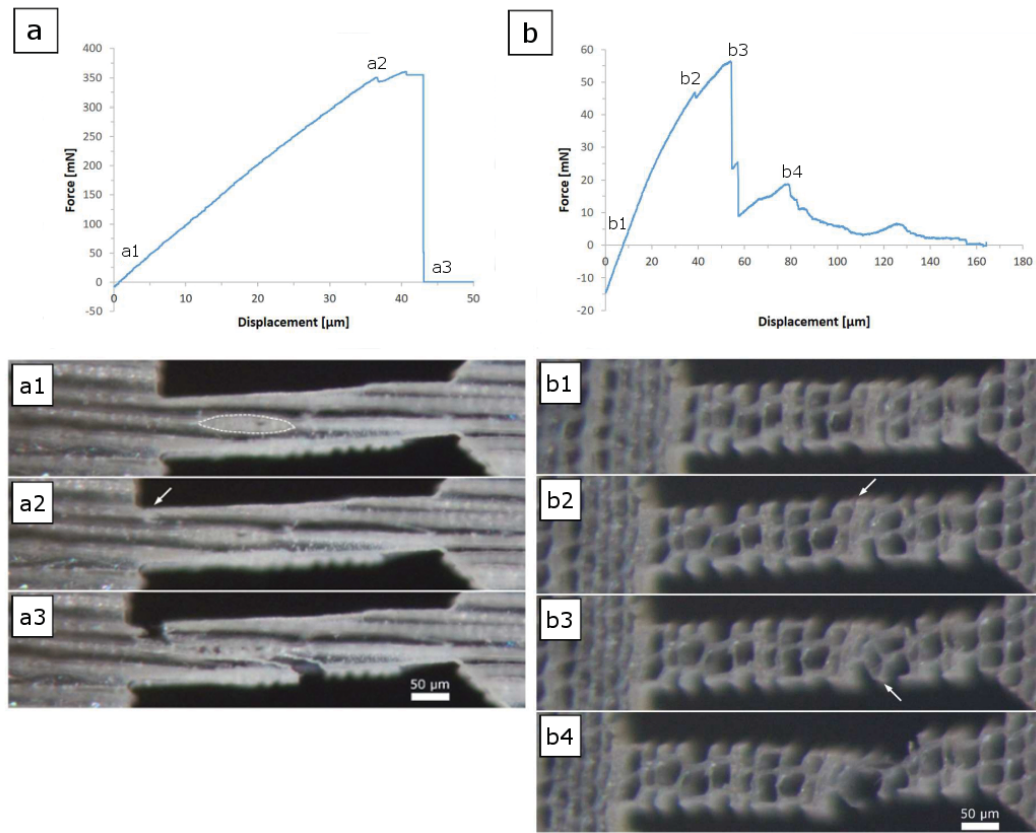 a
400
350
300
250
200
150
100
50
0
-50
0
10
20
30
40
50
Force [mN]
Displacement [µm]
a1
a2
a3
b
60
50
40
30
20
10
0
-10
-20
0
20
40
60
80
100
120
140
160
180
Force [mN]
Displacement [µm]
b1
b2
b3
b4
a1
a2
a3
50 µm
b1
b2
b3
b4
50 µm